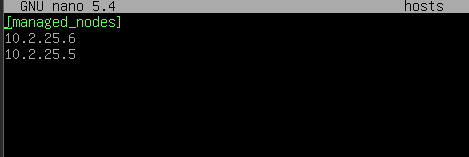 GNU nano 5.4 hosts
[managed_nodes]
10.2.25.6
10.2.25.5